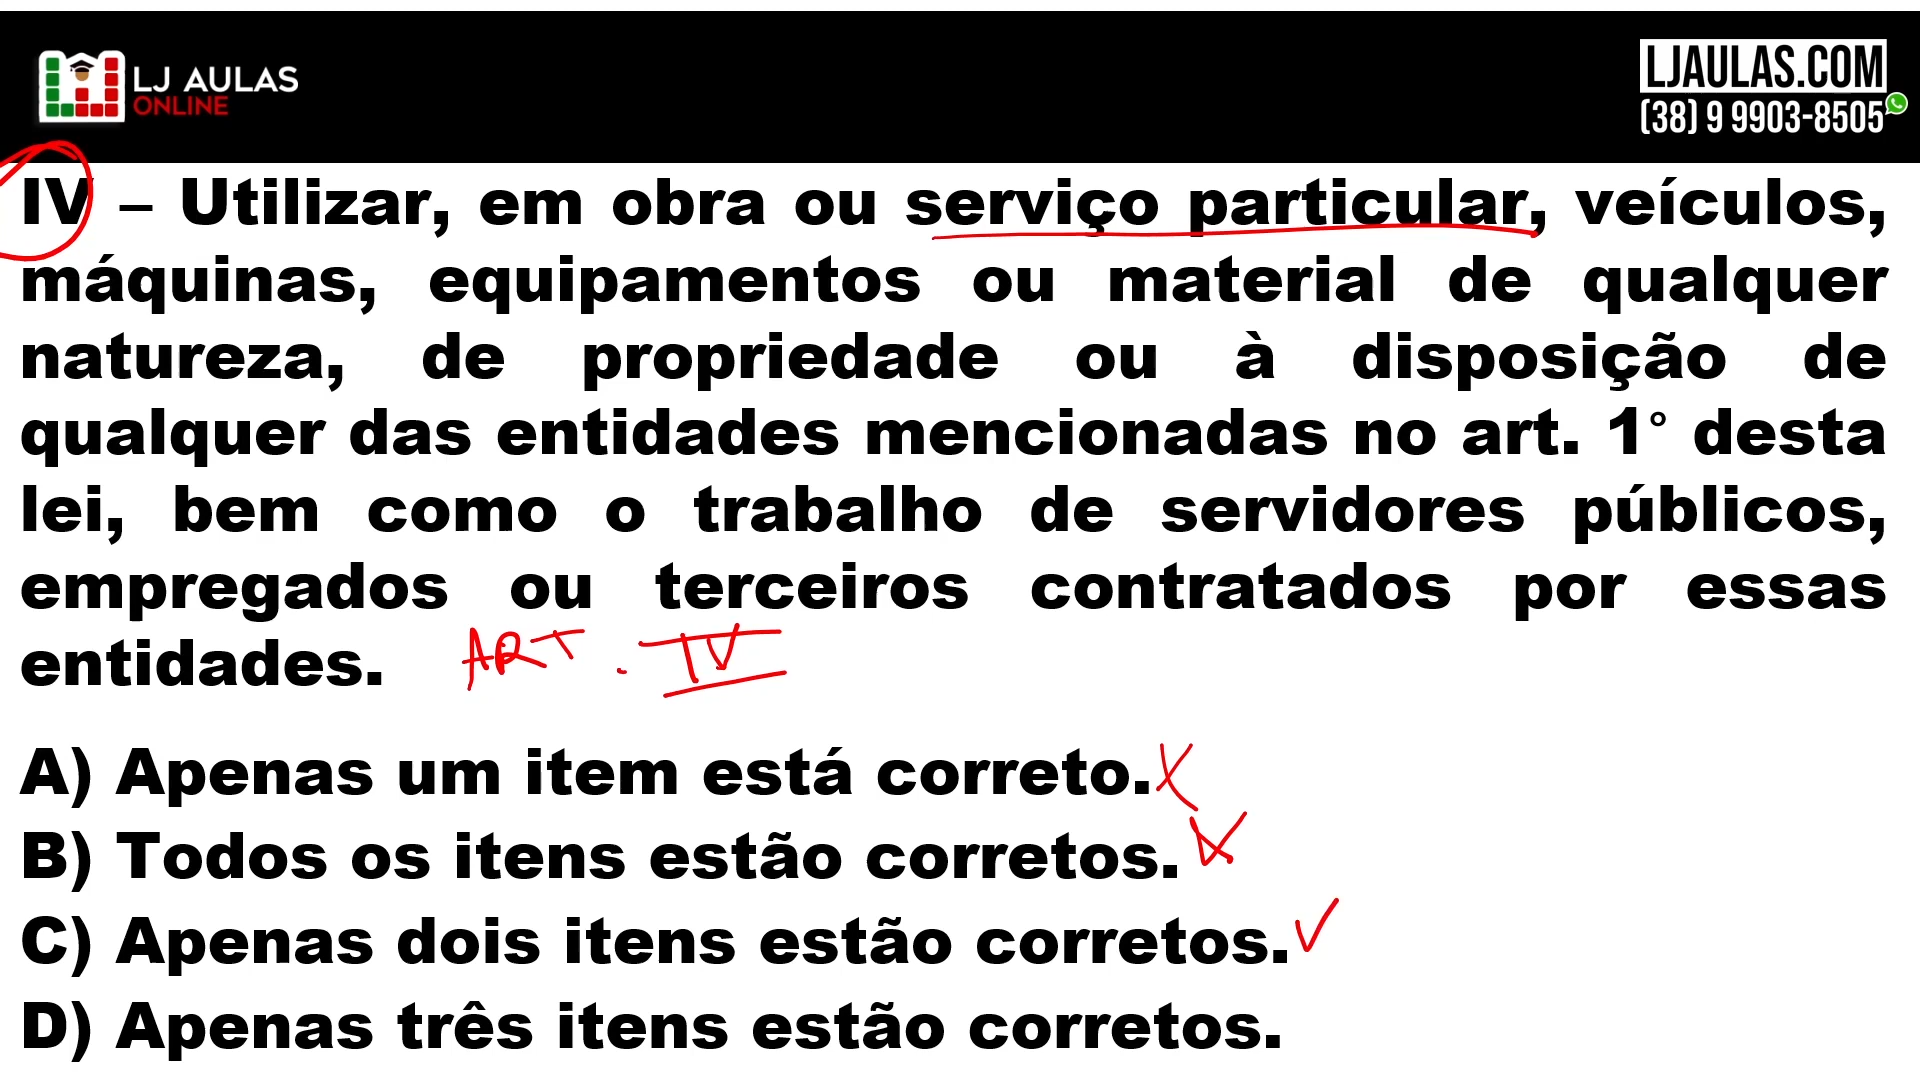 LJ AULAS
ONLINE
LJAULAS.COM
(38) 9 9903-8505
IV – Utilizar, em obra ou serviço particular, veículos,
máquinas, equipamentos ou material de qualquer
natureza, de propriedade ou à disposição de
qualquer das entidades mencionadas no art. 1° desta
lei, bem como o trabalho de servidores públicos,
empregados ou terceiros contratados por essas
entidades. ART. IV
A) Apenas um item está correto.
B) Todos os itens estão corretos.
C) Apenas dois itens estão corretos.
D) Apenas três itens estão corretos.